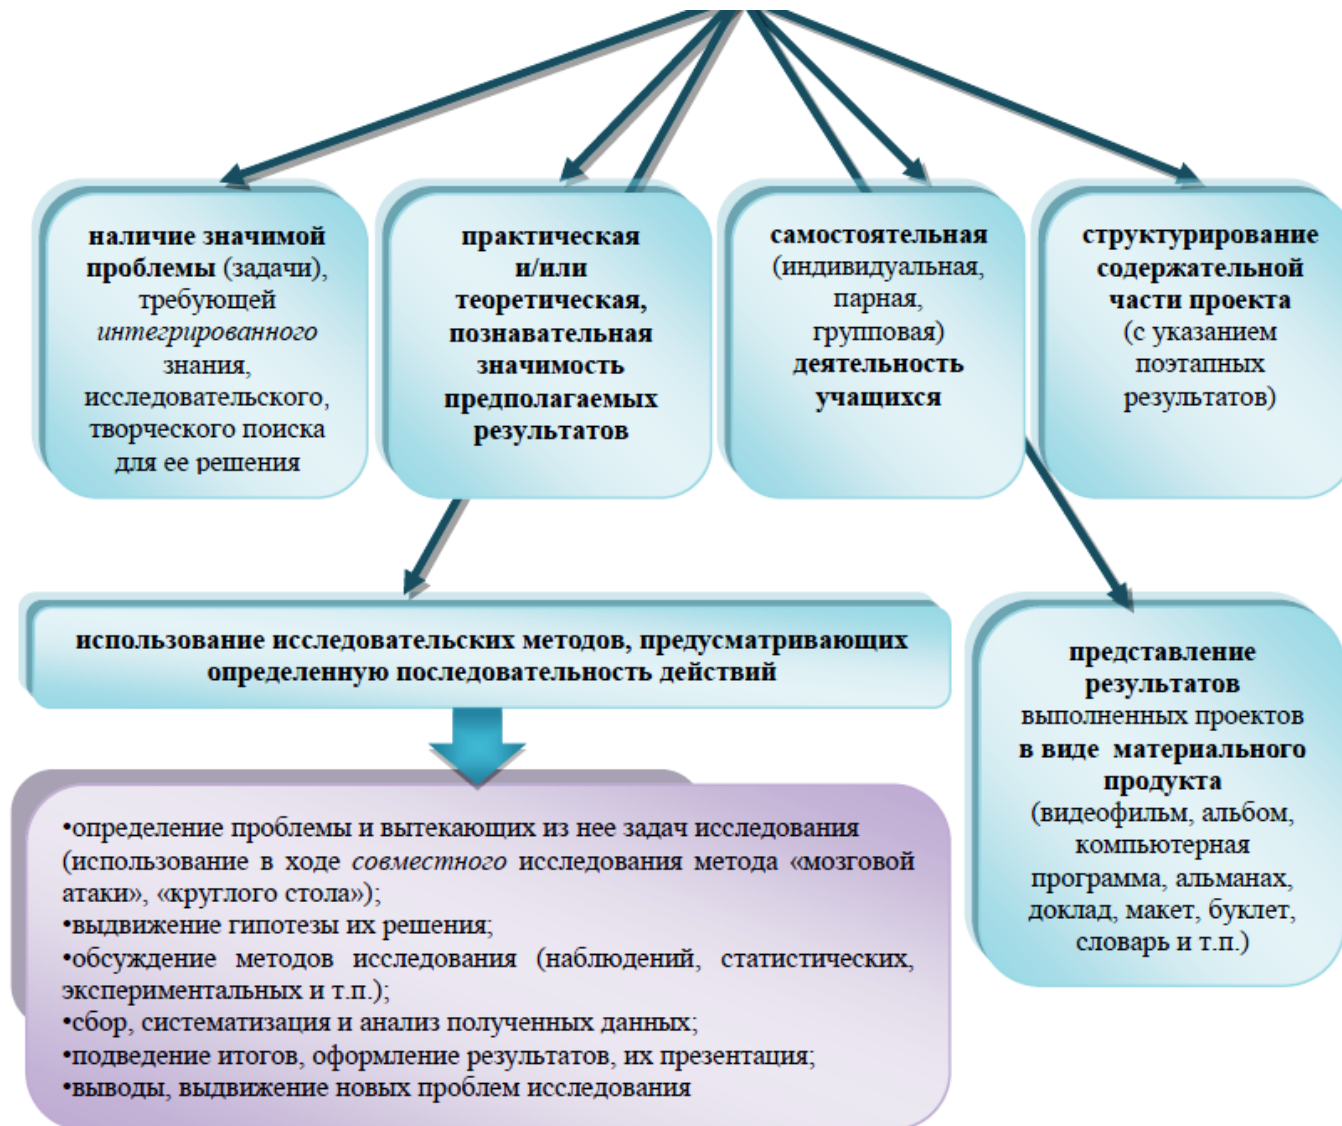 наличие значимой
проблемы (задачи),
требующей
интегрированного
знания,
исследовательского,
творческого поиска
для ее решения
практическая
и/или
теоретическая,
познавательная
значимость
предполагаемых
результатов
самостоятельная
(индивидуальная,
парная,
групповая)
деятельность
учащихся
структурирование
содержательной
части проекта
(с указанием
поэтапных
результатов)
использование исследовательских методов, предусматривающих
определенную последовательность действий
•определение проблемы и вытекающих из нее задач исследования
(использование в ходе совместного исследования метода «мозговой
атаки», «круглого стола»);
•выдвижение гипотезы их решения;
•обсуждение методов исследования (наблюдений, статистических,
экспериментальных и т.п.);
•сбор, систематизация и анализ полученных данных;
•подведение итогов, оформление результатов, их презентация;
•выводы, выдвижение новых проблем исследования
представление
результатов
выполненных проектов
в виде материального
продукта
(видеофильм, альбом,
компьютерная
программа, альманах,
доклад, макет, буклет,
словарь и т.п.)